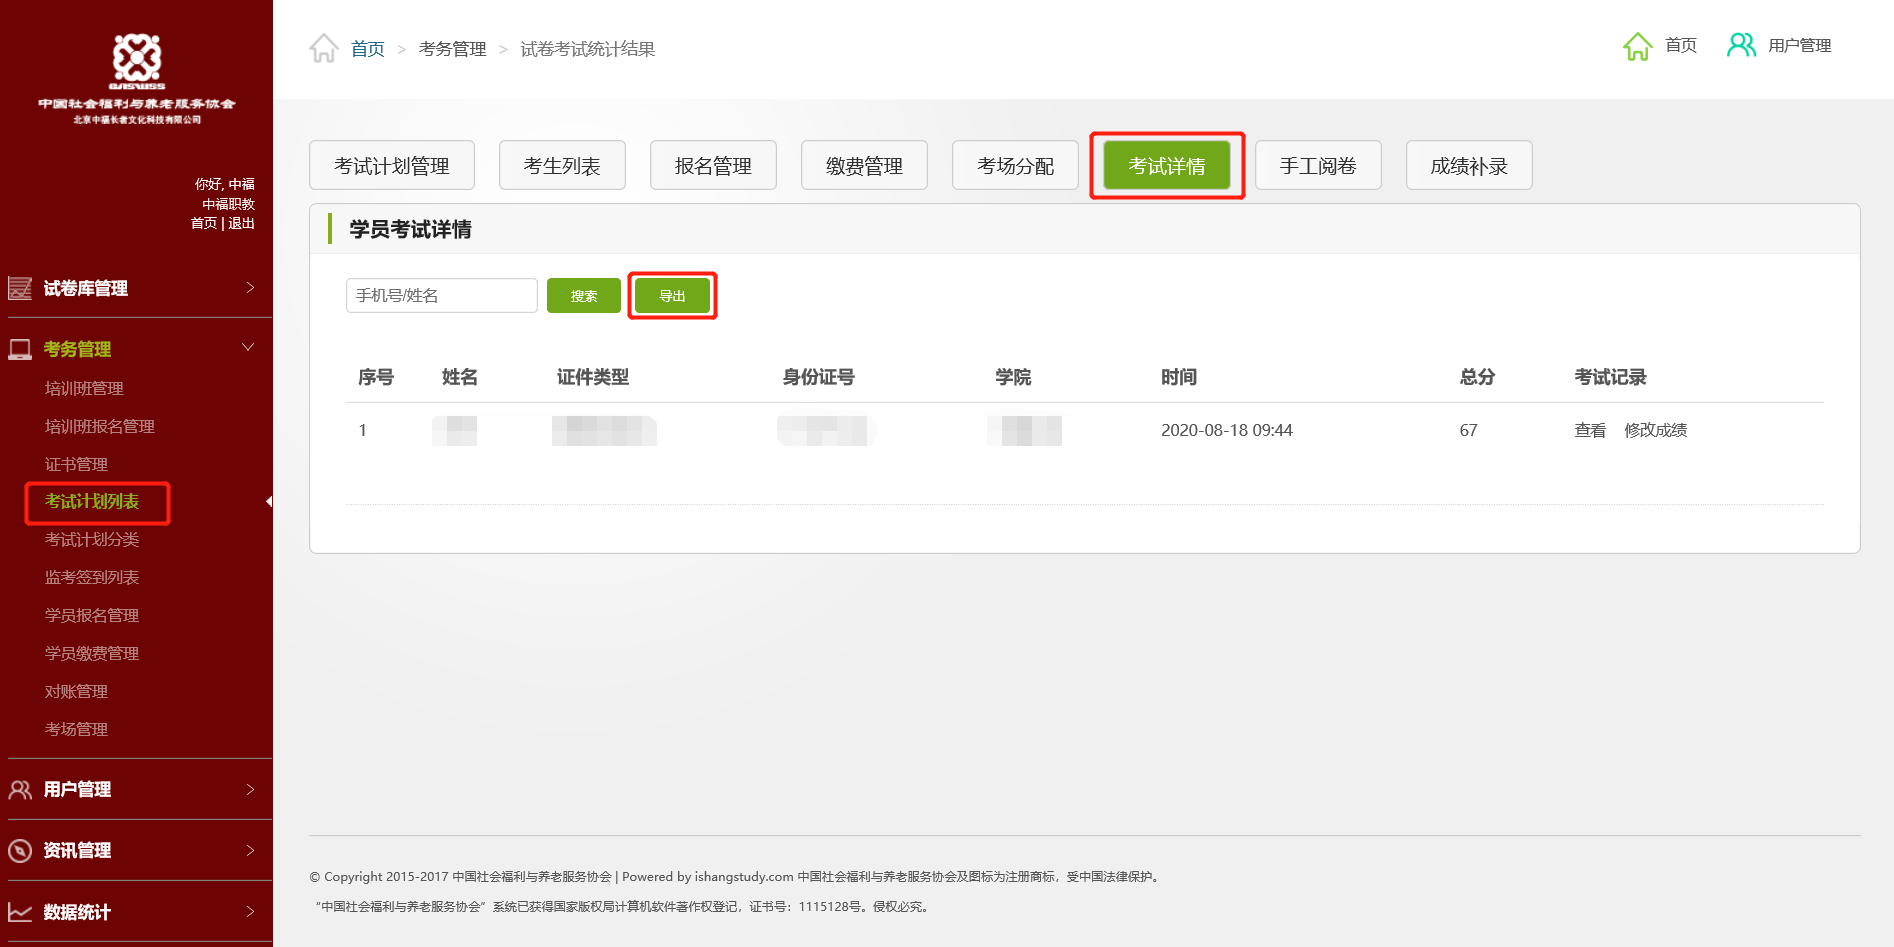 CASWSS
中国社会福利与养老服务协会
北京中福长者文化科技有限公司
你好, 中福
中福职教
首页 | 退出
试卷库管理
考务管理
培训班管理
培训班报名管理
证书管理
考试计划列表
考试计划分类
监考签到列表
学员报名管理
学员缴费管理
对账管理
考场管理
用户管理
资讯管理
数据统计
首页 > 考务管理 > 试卷考试统计结果
首页 用户管理
考试计划管理 考生列表 报名管理 缴费管理 考场分配 考试详情 手工阅卷 成绩补录
学员考试详情
手机号/姓名 搜索 导出
序号 姓名 证件类型 身份证号 学院 时间 总分 考试记录
1 2020-08-18 09:44 67 查看 修改成绩
© Copyright 2015-2017 中国社会福利与养老服务协会 | Powered by ishangstudy.com 中国社会福利与养老服务协会及图标为注册商标，受中国法律保护。
“中国社会福利与养老服务协会”系统已获得国家版权局计算机软件著作权登记，证书号：1115128号。侵权必究。